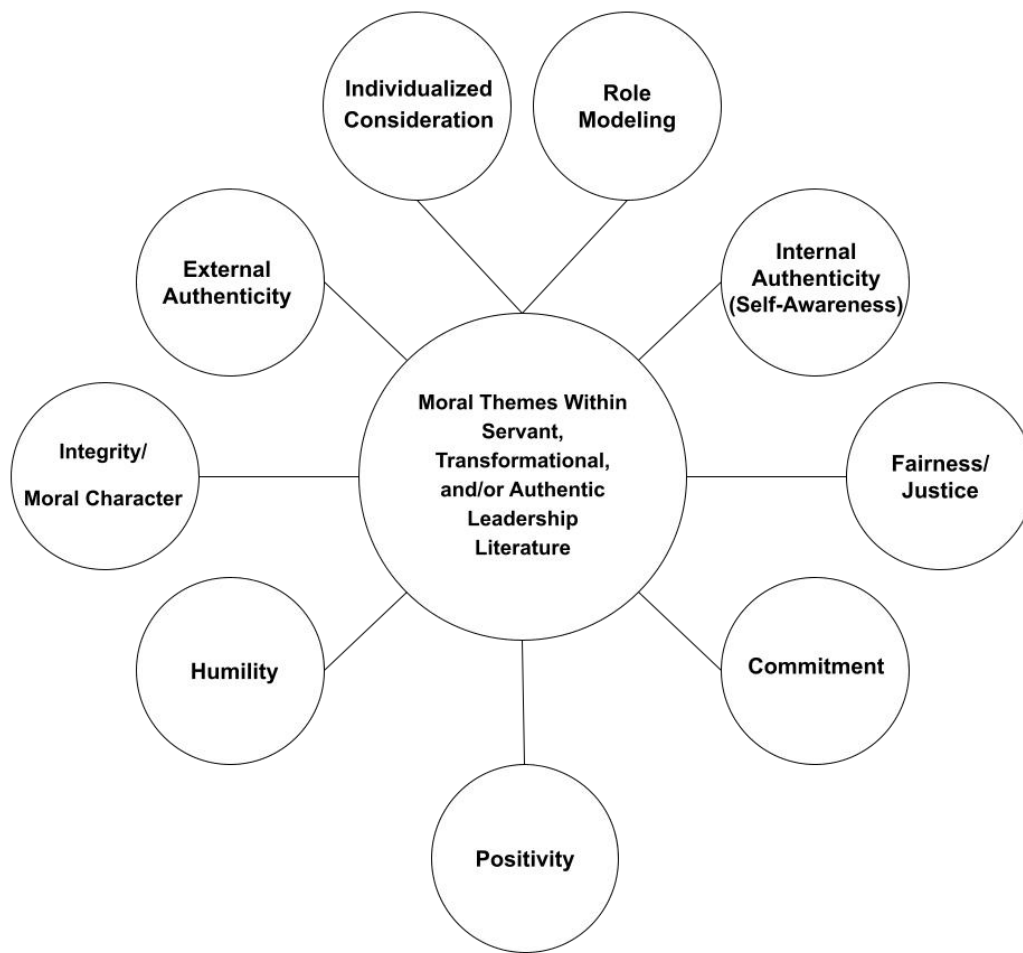 Individualized
Consideration
Role
Modeling
External
Authenticity
Internal
Authenticity
(Self-Awareness)
Moral Themes Within
Servant,
Transformational,
and/or Authentic
Leadership
Literature
Integrity/
Moral Character
Fairness/
Justice
Humility
Commitment
Positivity